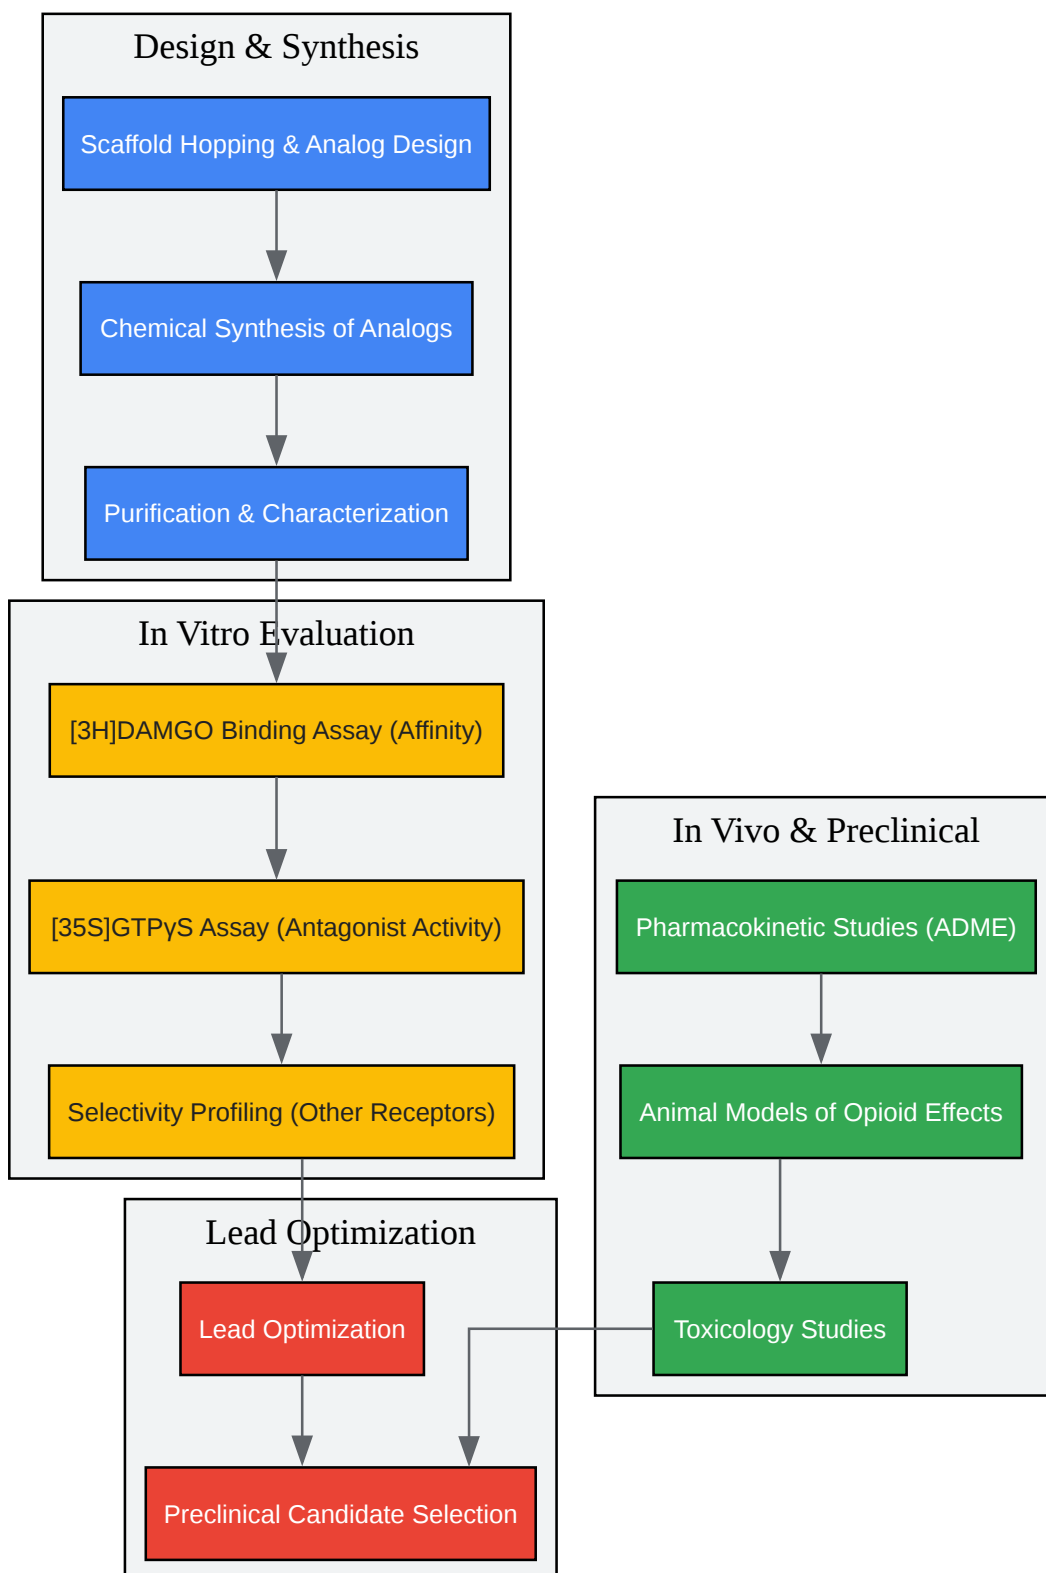 Design & Synthesis
Scaffold Hopping & Analog Design
Chemical Synthesis of Analogs
Purification & Characterization
In Vitro Evaluation
[3H]DAMGO Binding Assay (Affinity)
[35S]GTPγS Assay (Antagonist Activity)
Selectivity Profiling (Other Receptors)
In Vivo & Preclinical
Pharmacokinetic Studies (ADME)
Animal Models of Opioid Effects
Toxicology Studies
Lead Optimization
Lead Optimization
Preclinical Candidate Selection